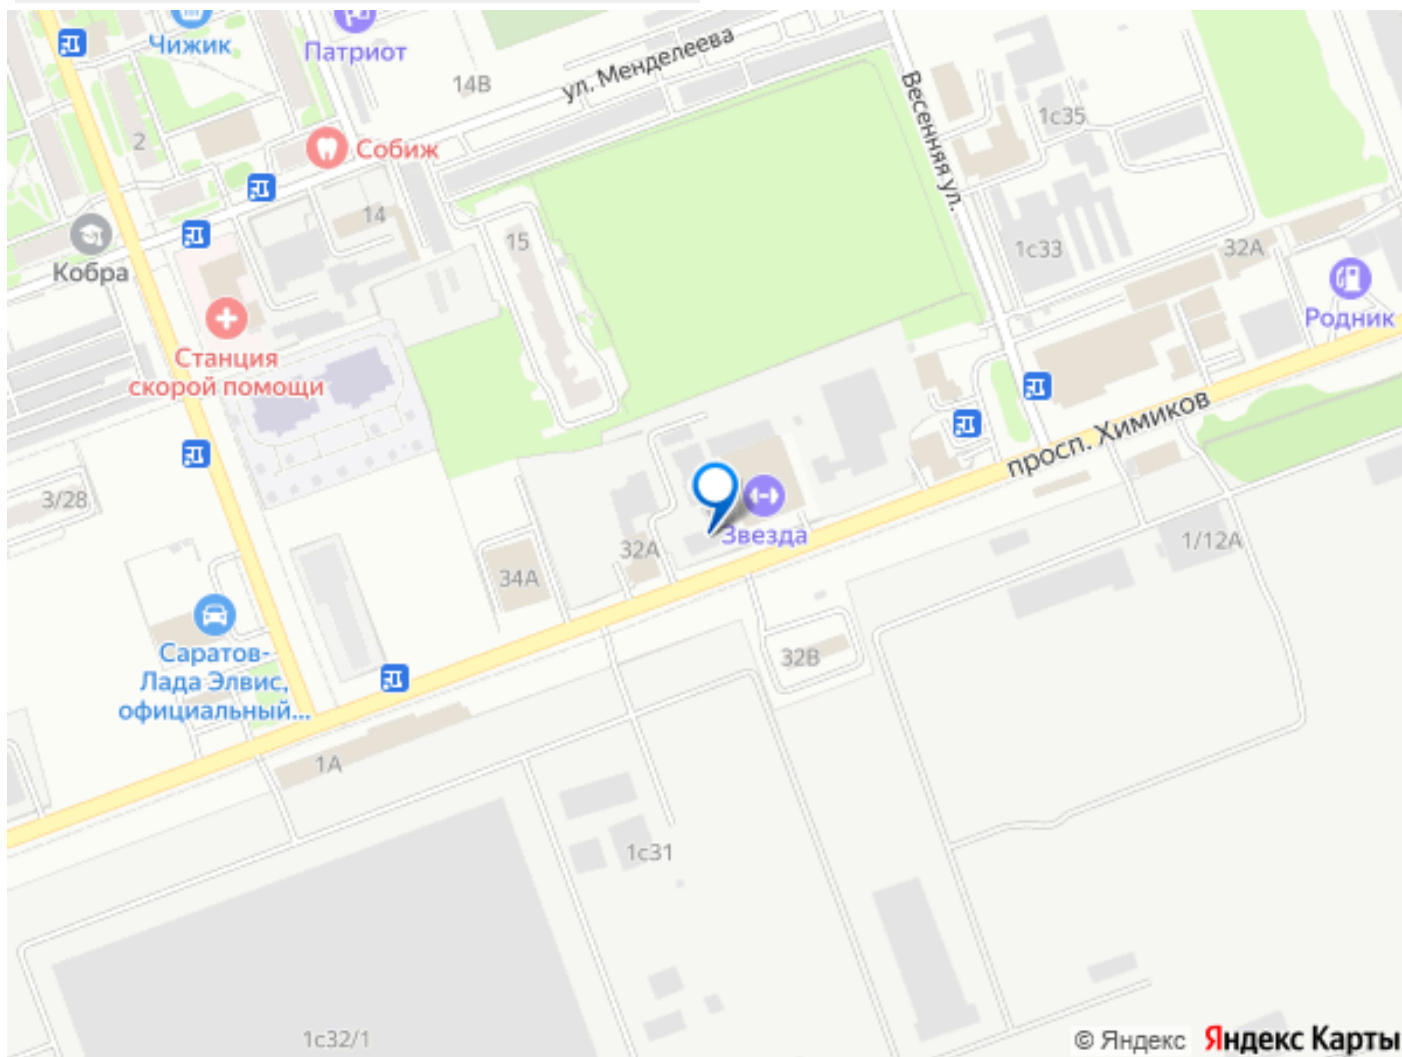 Чижик
Патриот
14В
ул. Менделеева
Весенняя ул.
1с35
2
Собиж
14
15
1с33
32А
Кобра
Родник
Станция
скорой помощи
просп. Химиков
3/28
32А
Звезда
34А
1/12А
Саратов-
Лада Элвис,
официальный...
32В
1А
1с31
1с32/1
© Яндекс Яндекс Карты